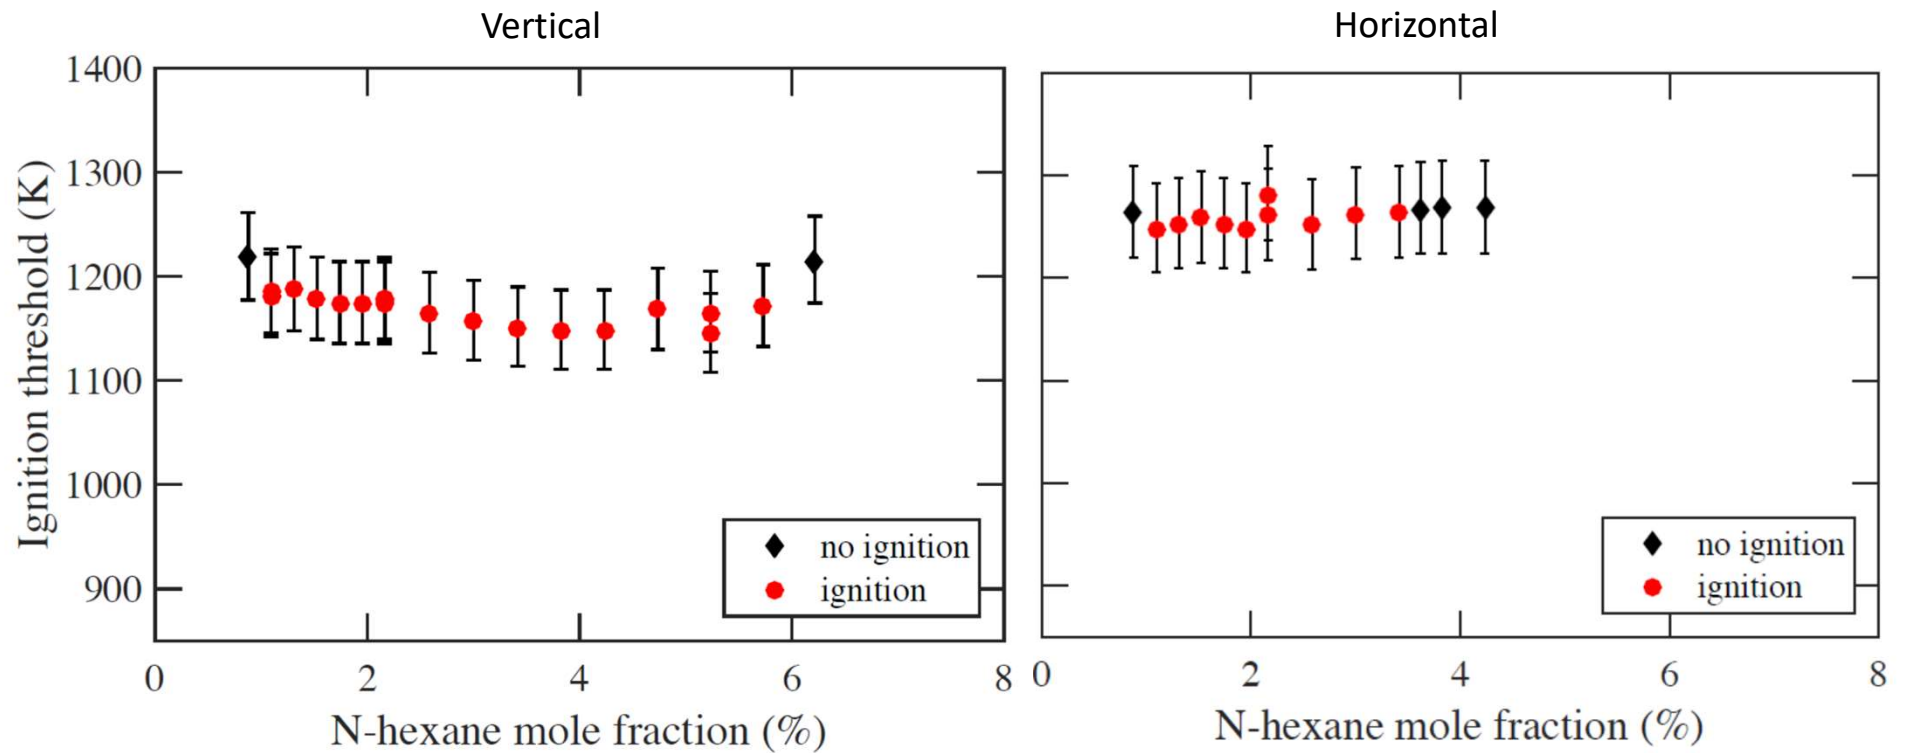 Vertical
Horizontal
Ignition threshold (K)
1400
1300
1200
1100
1000
900
no ignition
ignition
0 2 4 6 8
N-hexane mole fraction (%)
no ignition
ignition
0 2 4 6 8
N-hexane mole fraction (%)